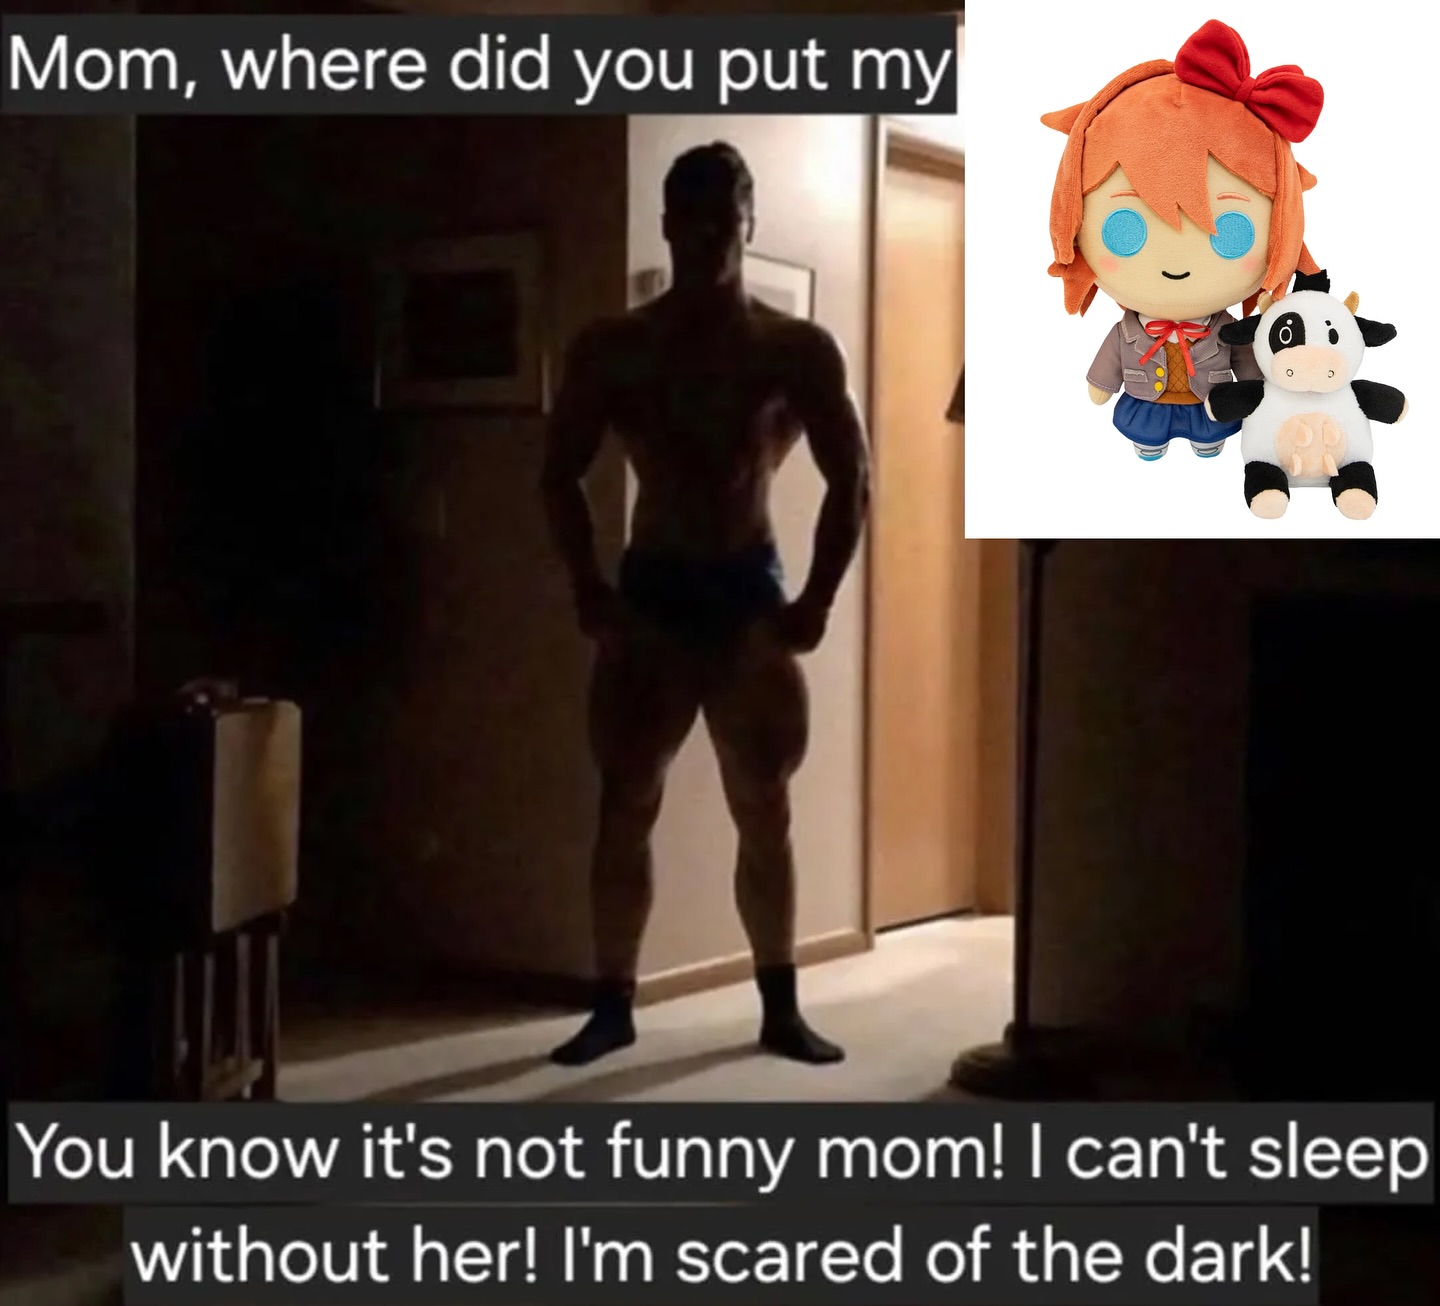 Mom, where did you put my
You know it's not funny mom! I can't sleep
without her! I'm scared of the dark!